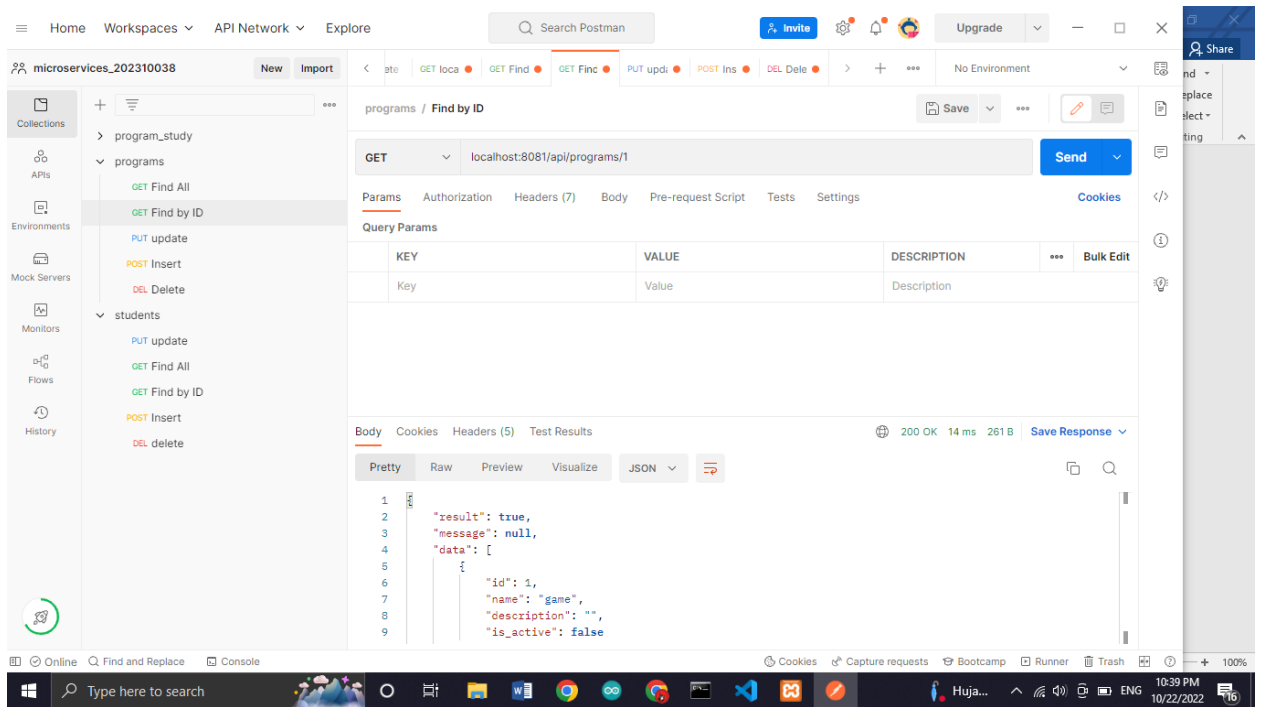 Home Workspaces API Network Explore Search Postman Invite Upgrade
Share
microservices_202310038 New Import ete GET loca GET Find GET Finc PUT upda POST Ins DEL Dele No Environment
nd
eplace
elect
ting
Collections
APIs
Environments
Mock Servers
Monitors
Flows
History
program_study
programs
GET Find All
GET Find by ID
PUT update
POST Insert
DEL Delete
students
PUT update
GET Find All
GET Find by ID
POST Insert
DEL delete
programs / Find by ID Save
GET localhost:8081/api/programs/1 Send
Params Authorization Headers (7) Body Pre-request Script Tests Settings Cookies
Query Params
KEY VALUE DESCRIPTION Bulk Edit
Key Value Description
Body Cookies Headers (5) Test Results 200 OK 14 ms 261 B Save Response
Pretty Raw Preview Visualize JSON
1 {
2 "result": true,
3 "message": null,
4 "data": [
5 {
6 "id": 1,
7 "name": "game",
8 "description": "",
9 "is_active": false
Online Find and Replace Console Cookies Capture requests Bootcamp Runner Trash 100%
Type here to search Huja... ENG 10:39 PM
10/22/2022 16